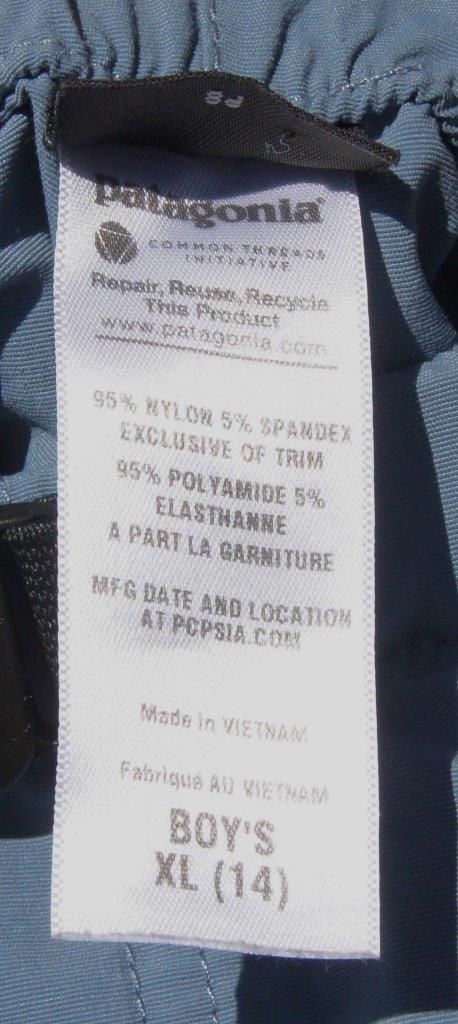 patagonia
COMMON THREADS
INITIATIVE
Repair, Reuse, Recycle
This Product
www.patagonia.com
95% NYLON 5% SPANDEX
EXCLUSIVE OF TRIM
95% POLYAMIDE 5%
ELASTHANNE
A PART LA GARNITURE
MFG DATE AND LOCATION
AT PCPSIA.COM
Made in VIETNAM
Fabriqué AU VIETNAM
BOY'S
XL (14)